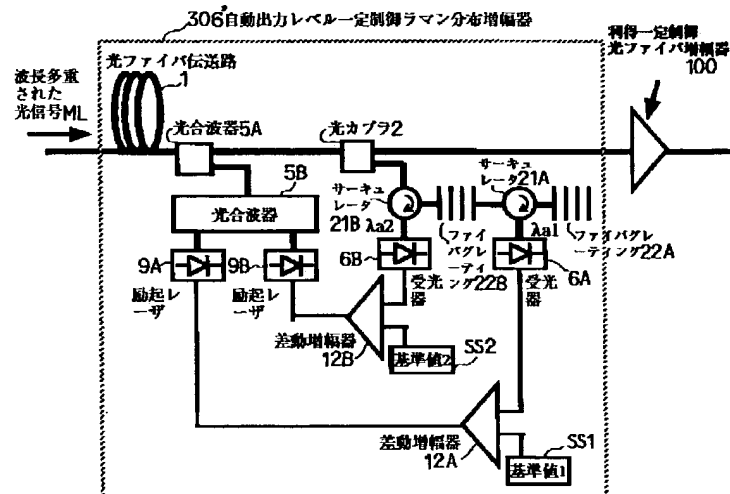 306 自動出力レベル一定制御ラマン分布増幅器
利得一定制御
光ファイバ増幅器
100
光ファイバ伝送路
1
波長多重
された
光信号ML
光合波器5A
光カプラ2
サーキュ
レータ21A
5B
光合波器
サーキュ
レータ
21B
λa2
λa1
9A
9B
6B
ファイ
バグレ
ーティ
ング22B
ファイバグレ
ーティング22A
6A
励起レ
ーザ
励起レ
ーザ
受光
器
受光
器
差動増幅器
12B
基準値2
SS2
差動増幅器
12A
SS1
基準値1